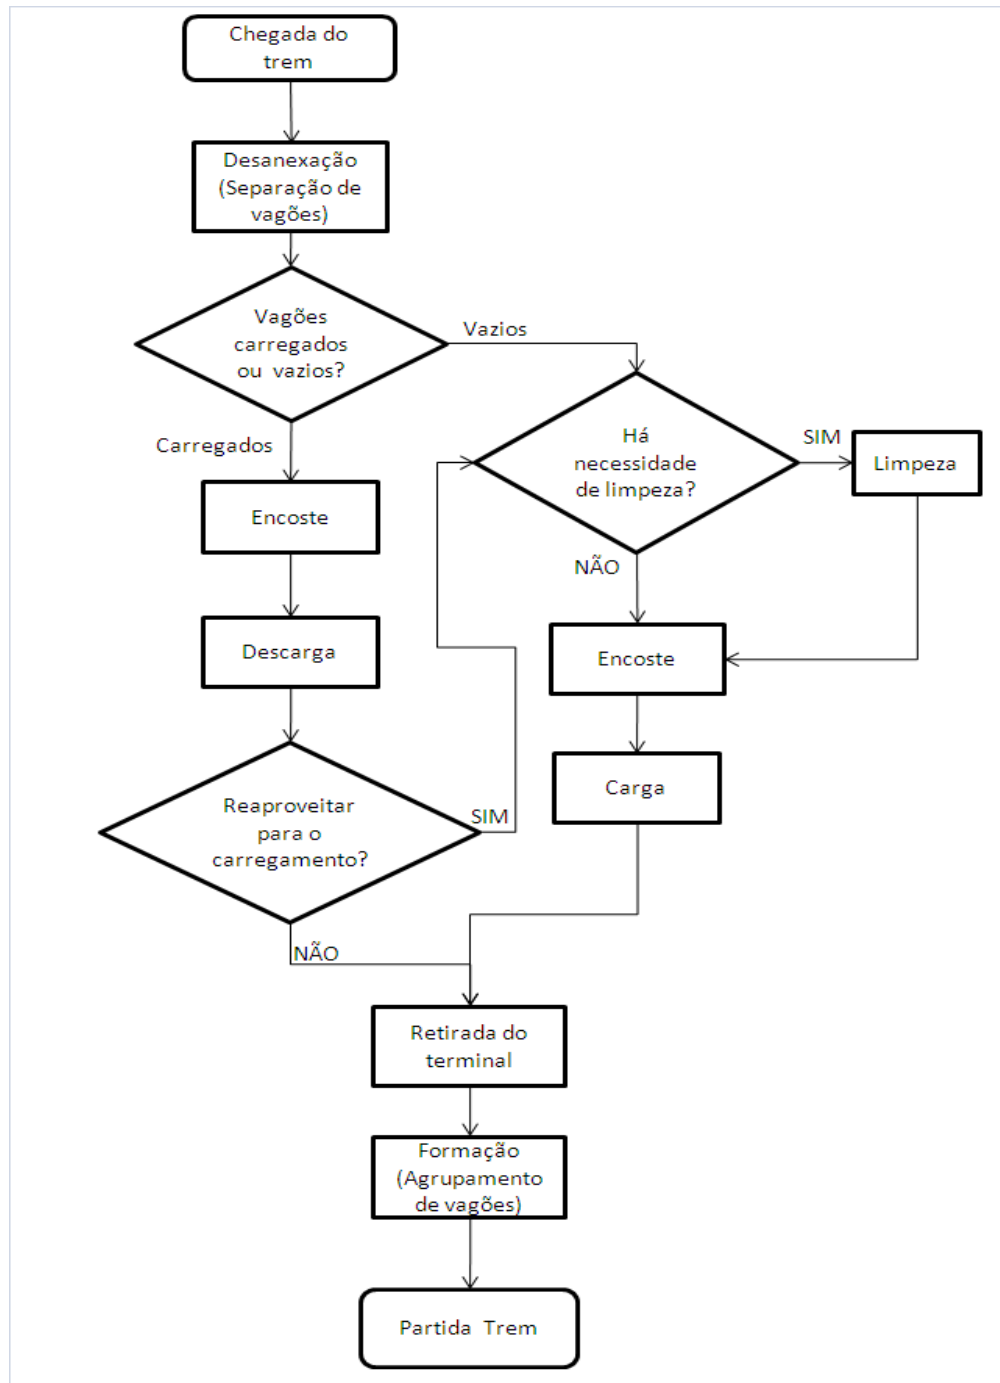 Chegada do
trem
Desanexação
(Separação de
vagões)
Vagões
carregados
ou vazios?
Vazios
Carregados
Há
necessidade
de limpeza?
SIM
Limpeza
NÃO
Encoste
Descarga
Encoste
Carga
Reaproveitar
para o
carregamento?
SIM
NÃO
Retirada do
terminal
Formação
(Agrupamento
de vagões)
Partida Trem